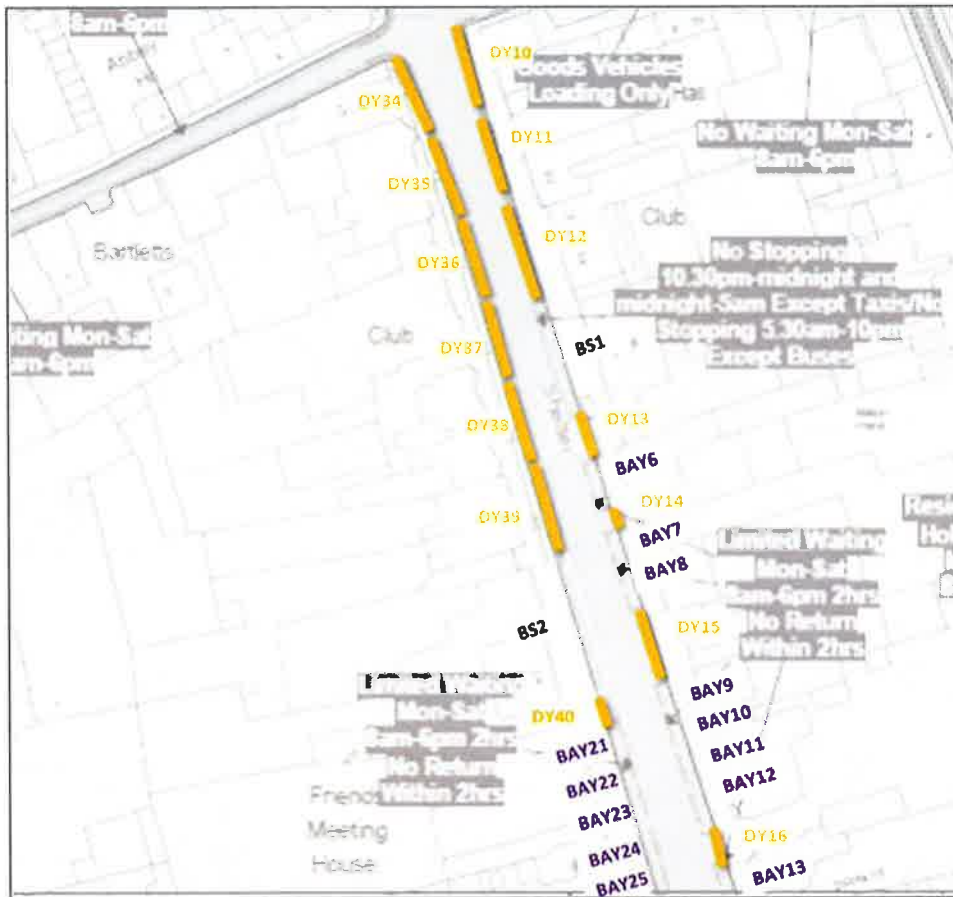 8am-6pm
DY10
Goods Vehicles
Loading Only
DY34
DY11
No Waiting Mon-Sat
8am-6pm
DY35
DY12
Club
Bartletts
DY36
No Stopping
10.30pm-midnight and
midnight-5am Except Taxis/No
Stopping 5.30am-10pm
Except Buses
iting Mon-Sat
am-6pm
Club
DY37
BS1
DY38
DY13
BAY6
DY39
DY14
BAY7
BAY8
Limited Waiting
Mon-Sat
8am-6pm 2hrs
No Return
Within 2hrs
Resi
Hol
BS2
DY15
BAY9
DY40
BAY10
Mon-Sat
8am-6pm 2hrs
No Return
Within 2hrs
BAY21
BAY11
BAY22
BAY12
Friends
Meeting
House
BAY23
DY16
BAY24
BAY13
BAY25